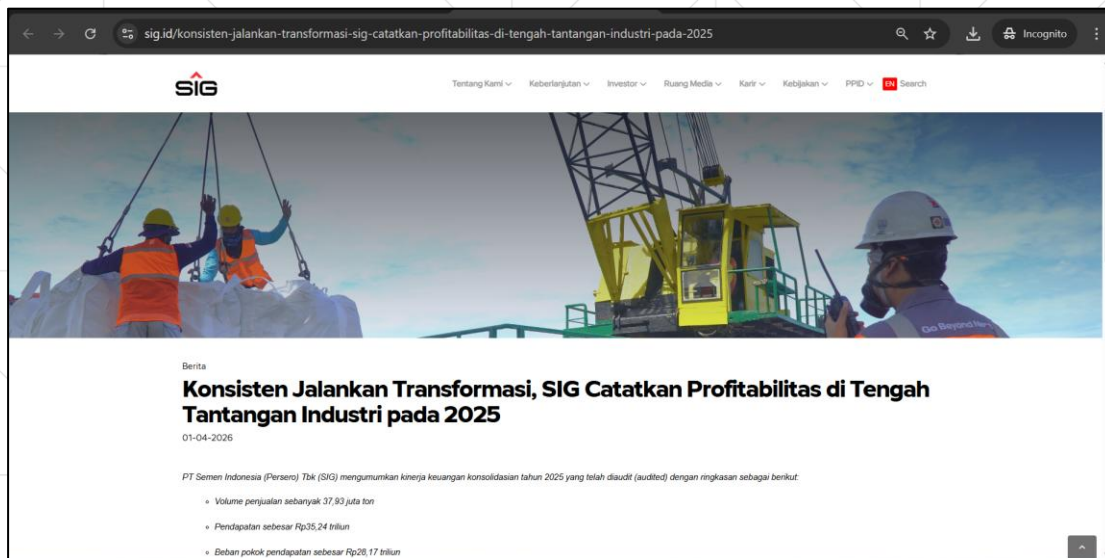 sig.id/konsisten-jalankan-transformasi-sig-catatkan-profitabilitas-di-tengah-tantangan-industri-pada-2025
Incognito
SIG
Tentang Kami
Keberlanjutan
Investor
Ruang Media
Karir
Kebijakan
PPID
EN
Search
Go Beyond
Berita
Konsisten Jalankan Transformasi, SIG Catatkan Profitabilitas di Tengah
Tantangan Industri pada 2025
01-04-2026
PT Semen Indonesia (Persero) Tbk (SIG) mengumumkan kinerja keuangan konsolidasian tahun 2025 yang telah diaudit (audited) dengan ringkasan sebagai berikut:
Volume penjualan sebanyak 37,93 juta ton
Pendapatan sebesar Rp35,24 triliun
Beban pokok pendapatan sebesar Rp28,17 triliun